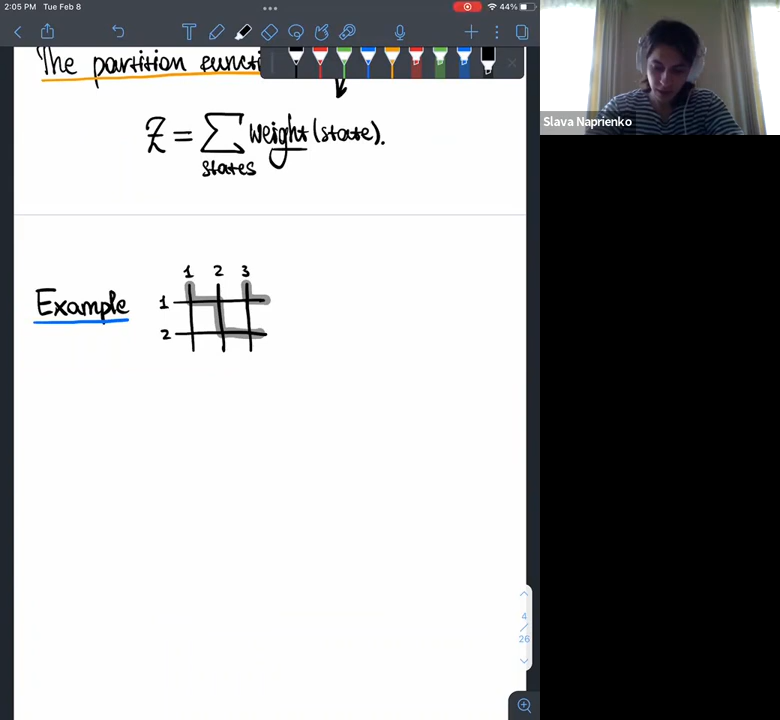 2:05 PM Tue Feb 8
44%
The partition functi
Z = Σ weight (state).
states
Slava Naprienko
1 2 3
Example
1
2
4
/
26